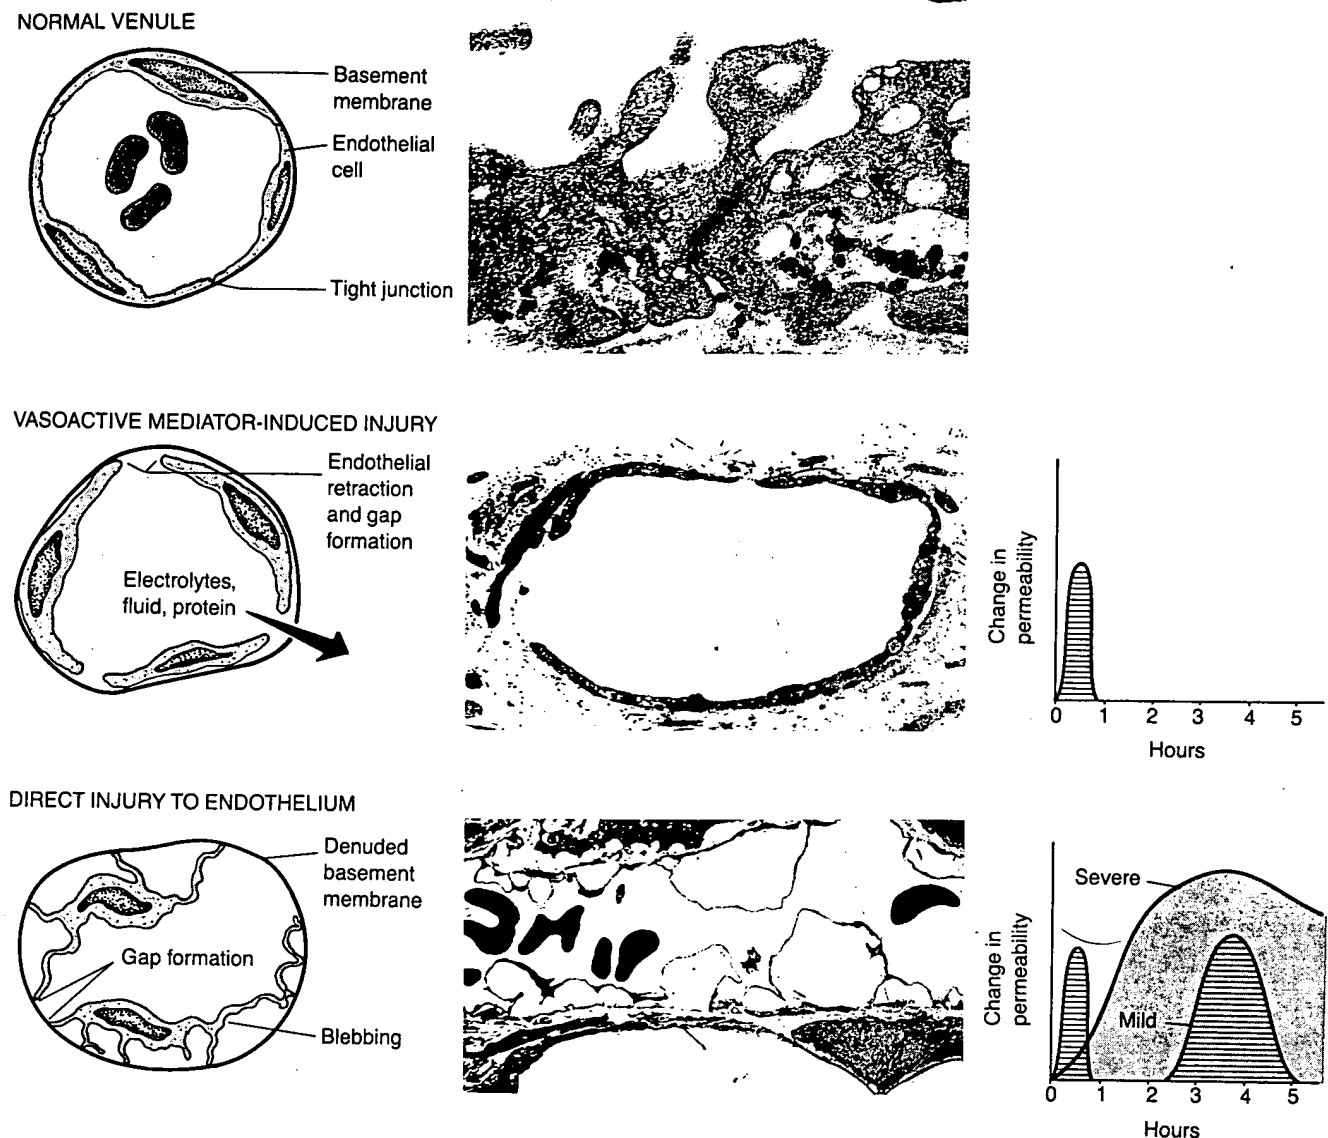 NORMAL VENULE
Basement
membrane
Endothelial
cell
Tight junction
VASOACTIVE MEDIATOR-INDUCED INJURY
Endothelial
retraction
and gap
formation
Electrolytes,
fluid, protein
Change in
permeability
0 1 2 3 4 5
Hours
DIRECT INJURY TO ENDOTHELIUM
Denuded
basement
membrane
Gap formation
Blebbing
Change in
permeability
Severe
Mild
0 1 2 3 4 5
Hours